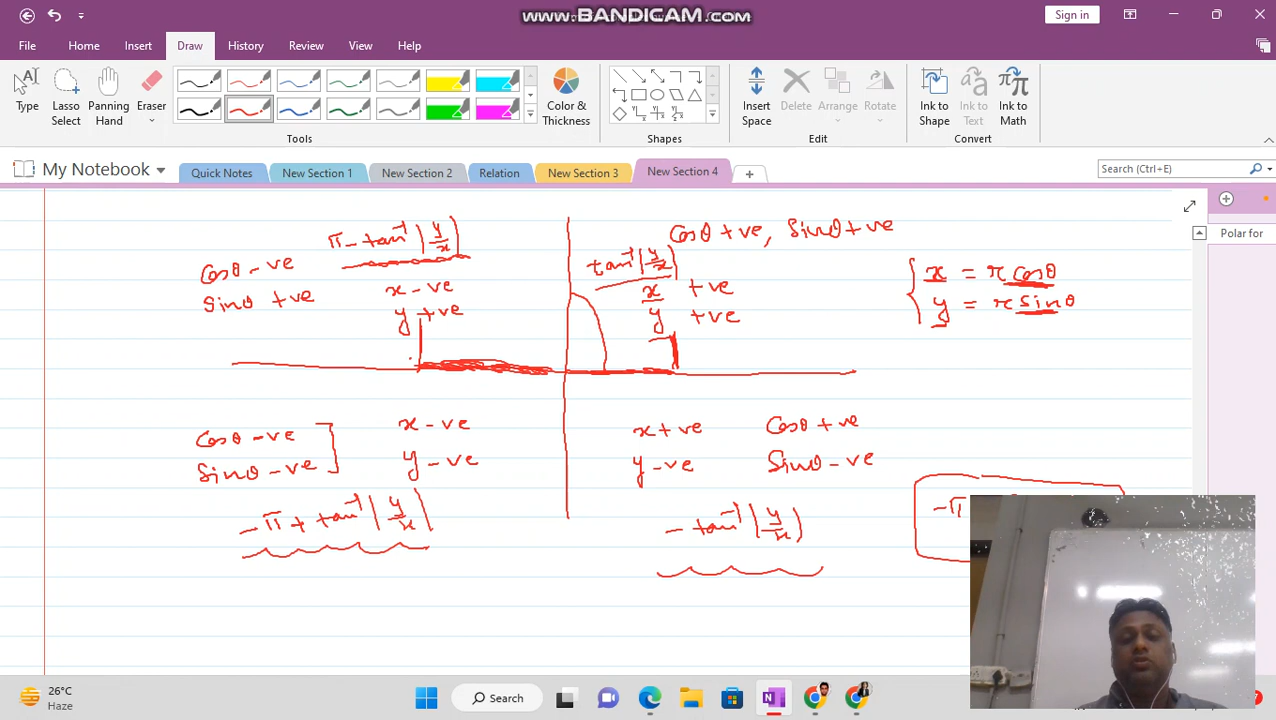 www.BANDICAM.com
Sign in
File Home Insert Draw History Review View Help
Type
Lasso Select
Panning Hand
Eraser
Color & Thickness
Insert Space
Delete
Arrange
Rotate
Ink to Shape
Ink to Text
Ink to Math
Tools
Shapes
Edit
Convert
My Notebook
Quick Notes
New Section 1
New Section 2
Relation
New Section 3
New Section 4
Search (Ctrl+E)
Polar for
π - tan⁻¹|y/x|
cosθ -ve
sinθ +ve
x -ve
y +ve
cosθ +ve, sinθ +ve
tan⁻¹|y/x|
x +ve
y +ve
x = r cosθ
y = r sinθ
cosθ -ve
sinθ -ve
x -ve
y -ve
-π + tan⁻¹|y/x|
x +ve
y -ve
cosθ +ve
sinθ -ve
- tan⁻¹|y/x|
-π
26°C
Haze
Search